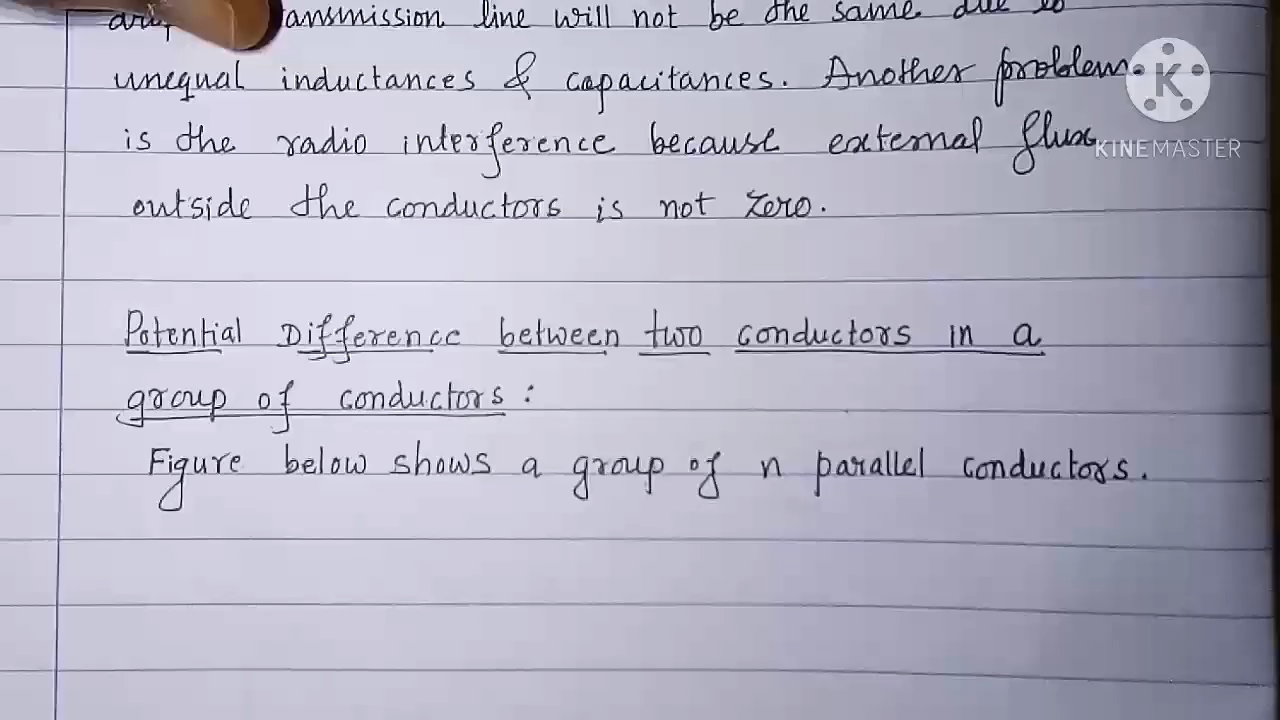 transmission line will not be the same due to
unequal inductances & capacitances. Another problem
is the radio interference because external flux
outside the conductors is not zero.
Potential Difference between two conductors in a
group of conductors :
Figure below shows a group of n parallel conductors.
K
KINEMASTER